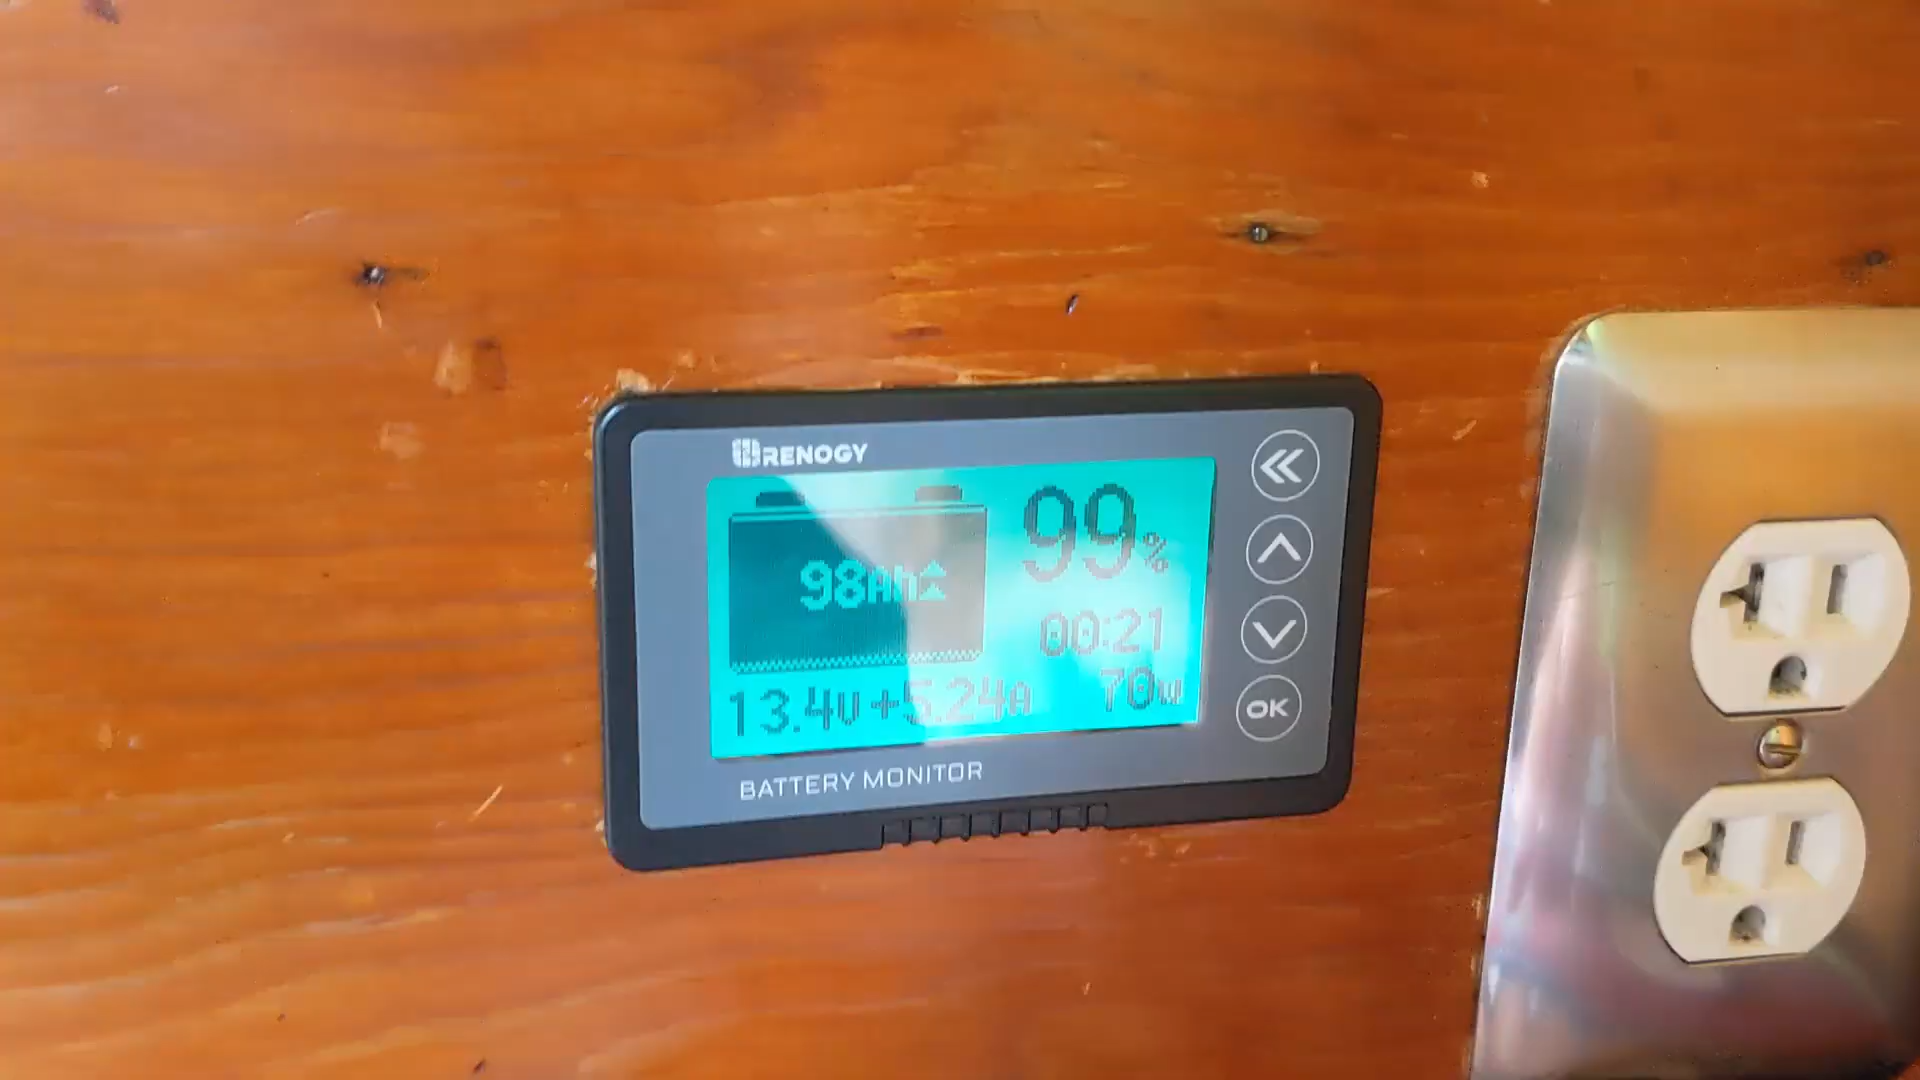 RENOGY
98Ah
99%
00:21
13.4V+5.24A 70W
OK
BATTERY MONITOR